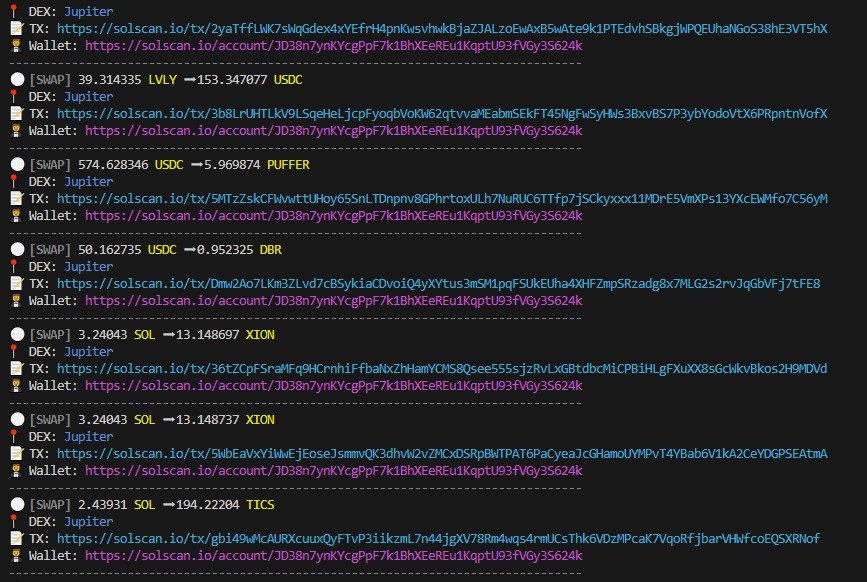 DEX: Jupiter
TX: https://solscan.io/tx/2yaTffLWK7sWqGdex4xYEfrH4pnKwsvhwkBjaZJALzoEwAxB5wAte9k1PTEdvhSBkgjWPQEUhaNGoS38hE3VT5hX
Wallet: https://solscan.io/account/JD38n7ynKYcgPpF7k1BhXEeREu1KqptU93fVGy3S624k
[SWAP] 39.314335 LVLY ➡153.347077 USDC
DEX: Jupiter
TX: https://solscan.io/tx/3b8LrUHTLkV9LSqeHeLjcpFyoqbVoKW62qtvvaMEabmSEkFT45NgFwSyHWs3BxvBS7P3ybYodoVtX6PRpntnVofX
Wallet: https://solscan.io/account/JD38n7ynKYcgPpF7k1BhXEeREu1KqptU93fVGy3S624k
[SWAP] 574.628346 USDC ➡5.969874 PUFFER
DEX: Jupiter
TX: https://solscan.io/tx/5MTzZskCFWvwttUHoy65SnLTDnpnv8GPhrtoxULh7NuRUC6TTfp7jSCkyxxx11MDrE5VmXPs13YXcEWMfo7C56yM
Wallet: https://solscan.io/account/JD38n7ynKYcgPpF7k1BhXEeREu1KqptU93fVGy3S624k
[SWAP] 50.162735 USDC ➡0.952325 DBR
DEX: Jupiter
TX: https://solscan.io/tx/Dmw2Ao7LKm3ZLvd7cBSykiaCDvoiQ4yXYtus3mSM1pqFSUkEUha4XHFZmpSRzadg8x7MLG2s2rvJqGbVFj7tFE8
Wallet: https://solscan.io/account/JD38n7ynKYcgPpF7k1BhXEeREu1KqptU93fVGy3S624k
[SWAP] 3.24043 SOL ➡13.148697 XION
DEX: Jupiter
TX: https://solscan.io/tx/36tZCpFSraMFq9HCrnhiFfbaNxZhHamYCMS8Qsee555sjzRvLxGBtdbcMiCPBiHLgFXuXX8sGcWkvBkos2H9MDVd
Wallet: https://solscan.io/account/JD38n7ynKYcgPpF7k1BhXEeREu1KqptU93fVGy3S624k
[SWAP] 3.24043 SOL ➡13.148737 XION
DEX: Jupiter
TX: https://solscan.io/tx/5WbEaVxYiWwEjEoseJsmmvQK3dhvW2vZMCxDSRpBWTPAT6PaCyeaJcGHamoUYMPvT4YBab6V1kA2CeYDGPSEAtmA
Wallet: https://solscan.io/account/JD38n7ynKYcgPpF7k1BhXEeREu1KqptU93fVGy3S624k
[SWAP] 2.43931 SOL ➡194.22204 TICS
DEX: Jupiter
TX: https://solscan.io/tx/gbi49wMcAURXcuuxQyFTvP3iikzmL7n44jgXV78Rm4wqs4rmUCsThk6VDzMPcaK7VqoRfjbarVHWfcoEQSXRNof
Wallet: https://solscan.io/account/JD38n7ynKYcgPpF7k1BhXEeREu1KqptU93fVGy3S624k